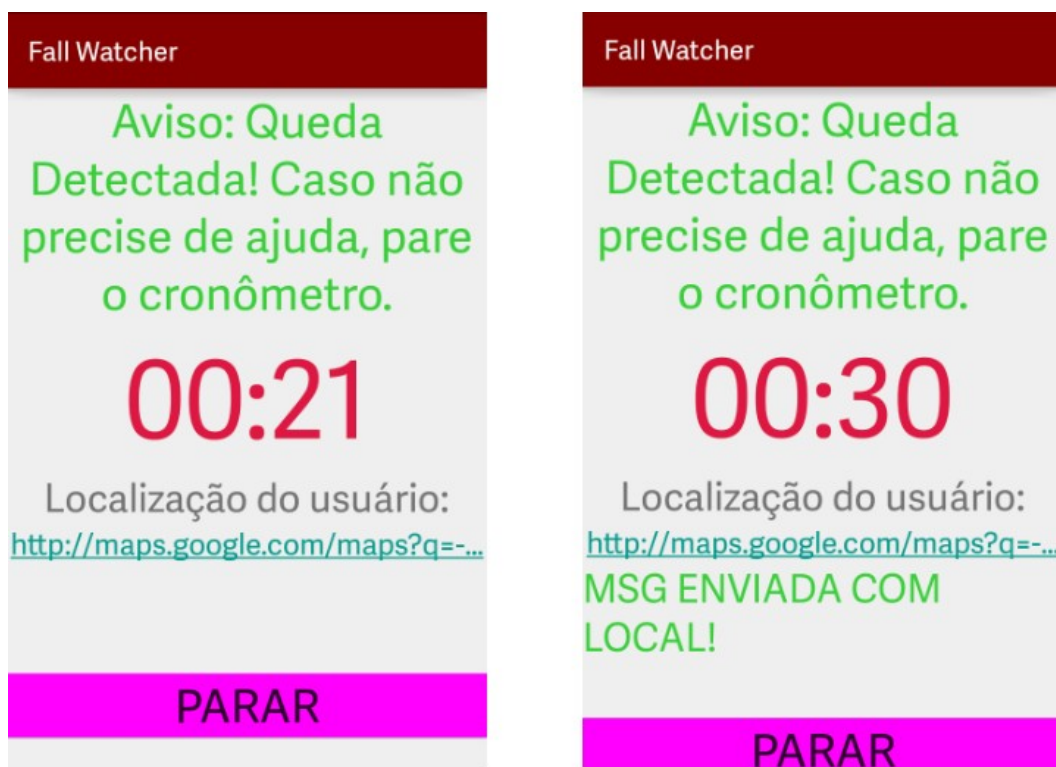 Fall Watcher
Aviso: Queda
Detectada! Caso não
precise de ajuda, pare
o cronômetro.
00:21
Localização do usuário:
http://maps.google.com/maps?q=-...
PARAR
Fall Watcher
Aviso: Queda
Detectada! Caso não
precise de ajuda, pare
o cronômetro.
00:30
Localização do usuário:
http://maps.google.com/maps?q=-...
MSG ENVIADA COM
LOCAL!
PARAR